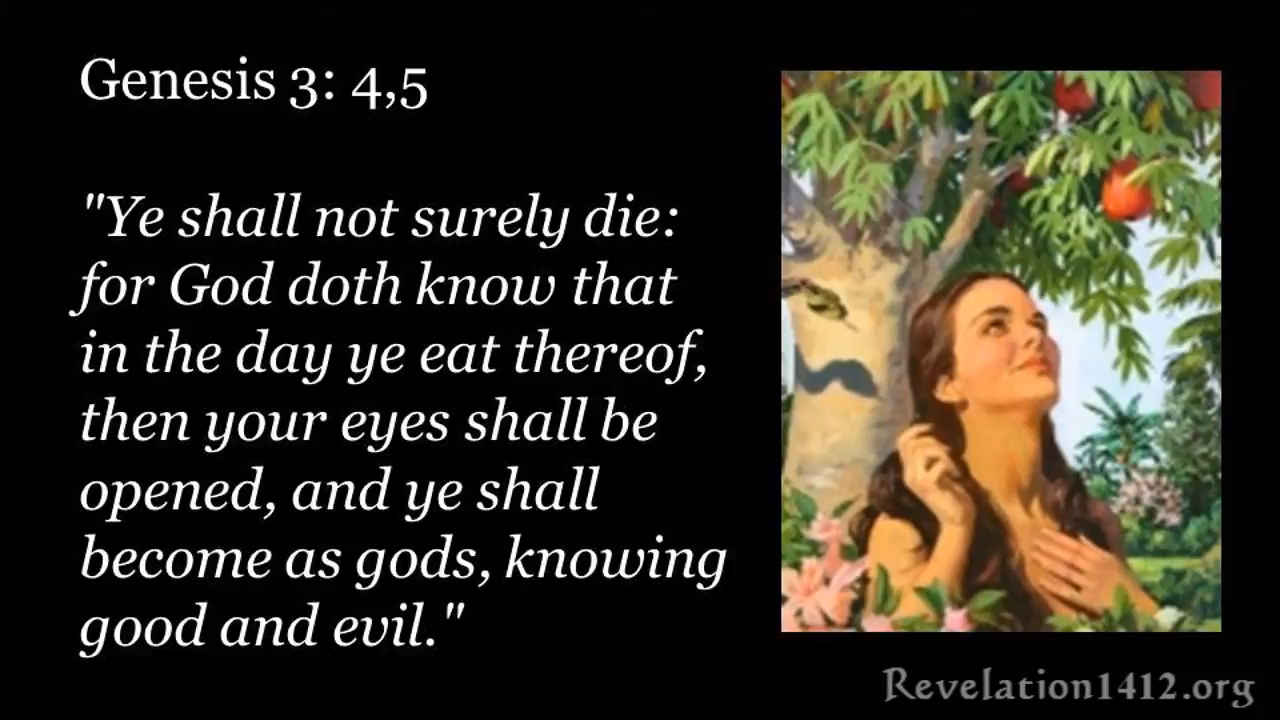 Genesis 3: 4,5
"Ye shall not surely die:
for God doth know that
in the day ye eat thereof,
then your eyes shall be
opened, and ye shall
become as gods, knowing
good and evil."
Revelation1412.org